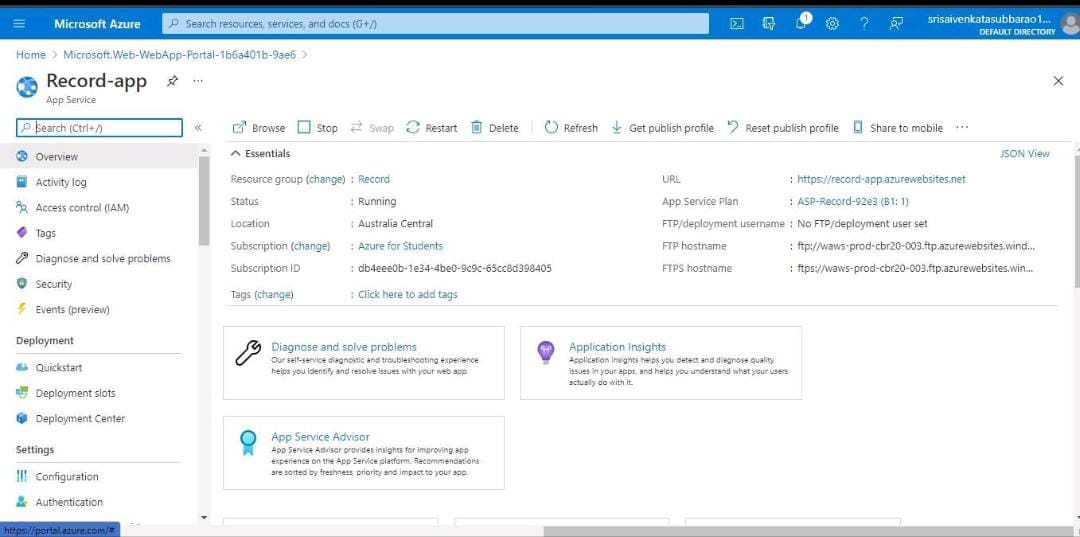 Microsoft Azure
Search resources, services, and docs (G+/)
1
srisaivenkatasubbarao1...
DEFAULT DIRECTORY
Home > Microsoft.Web-WebApp-Portal-1b6a401b-9ae6 >
Record-app
App Service
Search (Ctrl+/)
«
Browse Stop Swap Restart Delete Refresh Get publish profile Reset publish profile Share to mobile ...
Overview
Activity log
Access control (IAM)
Tags
Diagnose and solve problems
Security
Events (preview)
Deployment
Quickstart
Deployment slots
Deployment Center
Settings
Configuration
Authentication
https://portal.azure.com/#
Essentials
JSON View
Resource group (change) : Record
Status : Running
Location : Australia Central
Subscription (change) : Azure for Students
Subscription ID : db4eee0b-1e34-4be0-9c9c-65cc8d398405
Tags (change) : Click here to add tags
URL : https://record-app.azurewebsites.net
App Service Plan : ASP-Record-92e3 (B1: 1)
FTP/deployment username : No FTP/deployment user set
FTP hostname : ftp://waws-prod-cbr20-003.ftp.azurewebsites.wind...
FTPS hostname : ftps://waws-prod-cbr20-003.ftp.azurewebsites.win...
Diagnose and solve problems
Our self-service diagnostic and troubleshooting experience
helps you identify and resolve issues with your web app.
Application Insights
Application Insights helps you detect and diagnose quality
issues in your apps, and helps you understand what your users
actually do with it.
App Service Advisor
App Service Advisor provides insights for improving app
experience on the App Service platform. Recommendations
are sorted by freshness, priority and impact to your app.